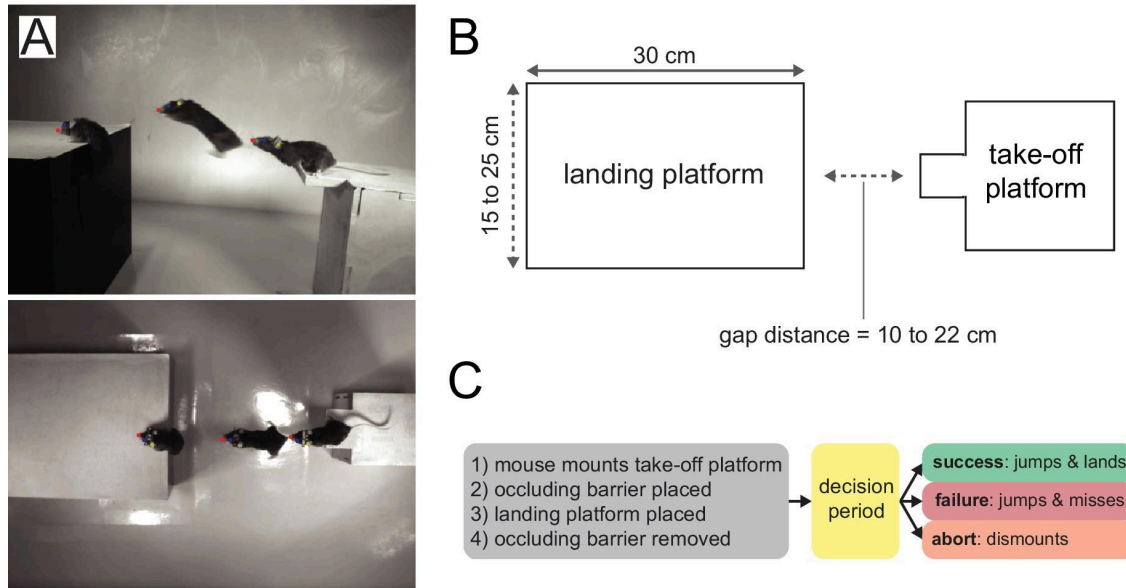 A
B
30 cm
15 to 25 cm
landing platform
take-off
platform
gap distance = 10 to 22 cm
C
1) mouse mounts take-off platform
2) occluding barrier placed
3) landing platform placed
4) occluding barrier removed
decision
period
success: jumps & lands
failure: jumps & misses
abort: dismounts